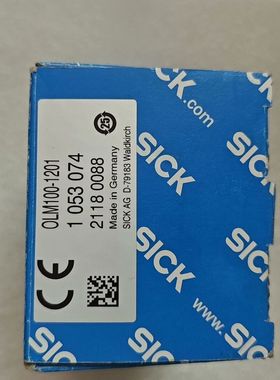 OLM100-1201
1 053 074
2118 0088
Made in Germany
SICK AG D-79183 Waldkirch
CE
25
SICK.com
SICK
SICK
SICK
SICK